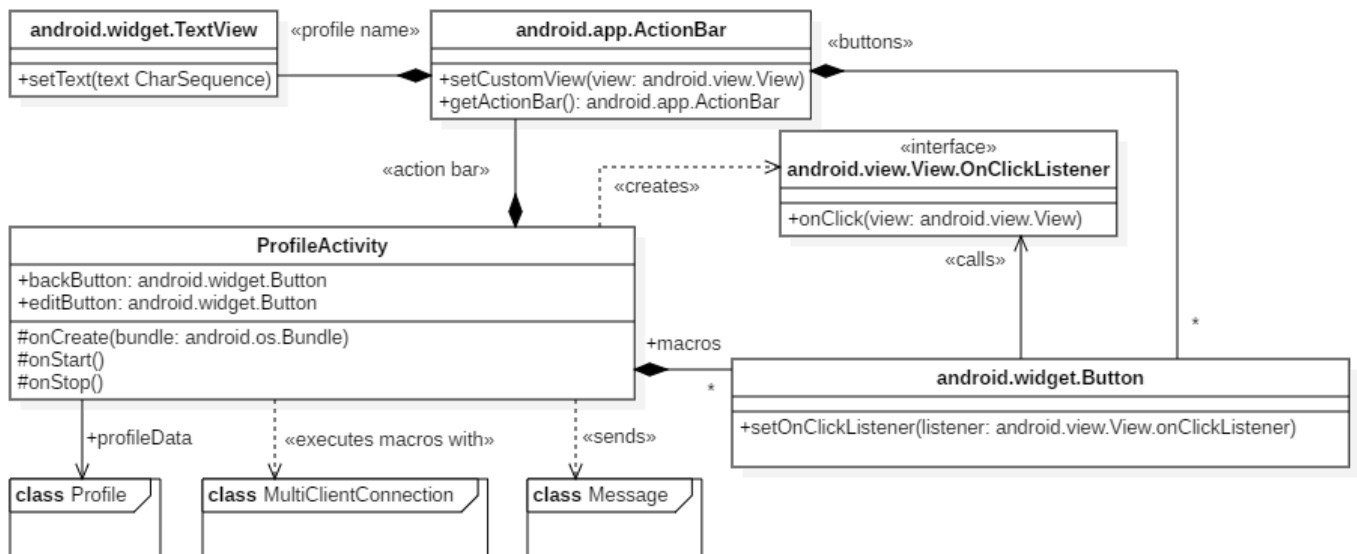 android.widget.TextView
+setText(text CharSequence)
«profile name»
android.app.ActionBar
+setCustomView(view: android.view.View)
+getActionBar(): android.app.ActionBar
«buttons»
«action bar»
«creates»
«interface»
android.view.View.OnClickListener
+onClick(view: android.view.View)
«calls»
*
ProfileActivity
+backButton: android.widget.Button
+editButton: android.widget.Button
#onCreate(bundle: android.os.Bundle)
#onStart()
#onStop()
+macros
*
android.widget.Button
+setOnClickListener(listener: android.view.View.onClickListener)
+profileData
«executes macros with»
«sends»
class Profile
class MultiClientConnection
class Message